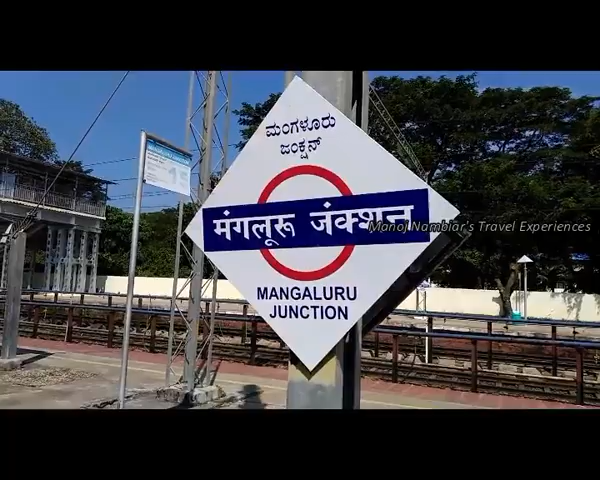 ಮಂಗಳೂರು
ಜಂಕ್ಷನ್
मंगलूरू जंक्शन
Manoj Nambiar's Travel Experiences
MANGALURU
JUNCTION